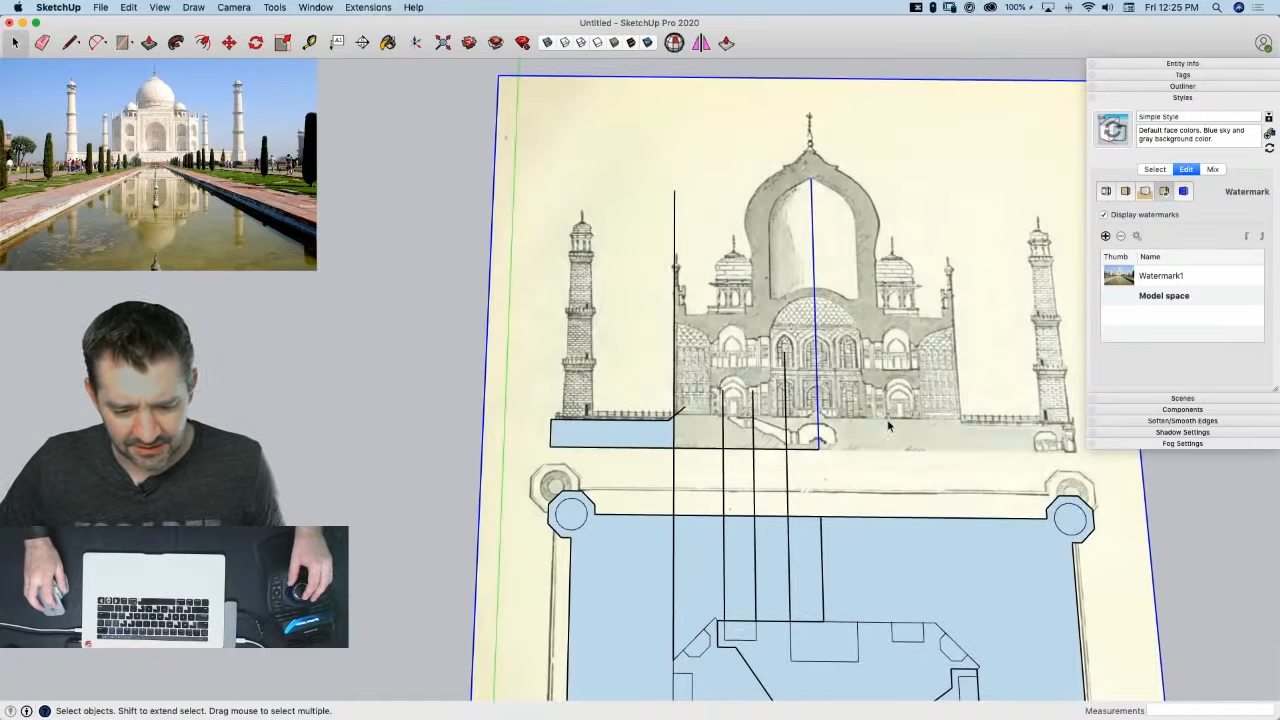 SketchUp File Edit View Draw Camera Tools Window Extensions Help
100% Fri 12:25 PM
Untitled - SketchUp Pro 2020
Entity Info
Tags
Outliner
Styles
Simple Style
Default face colors. Blue sky and
gray background color.
Select Edit Mix
Watermark
Display watermarks
Thumb Name
Watermark1
Model space
Scenes
Components
Soften/Smooth Edges
Shadow Settings
Fog Settings
Select objects. Shift to extend select. Drag mouse to select multiple.
Measurements